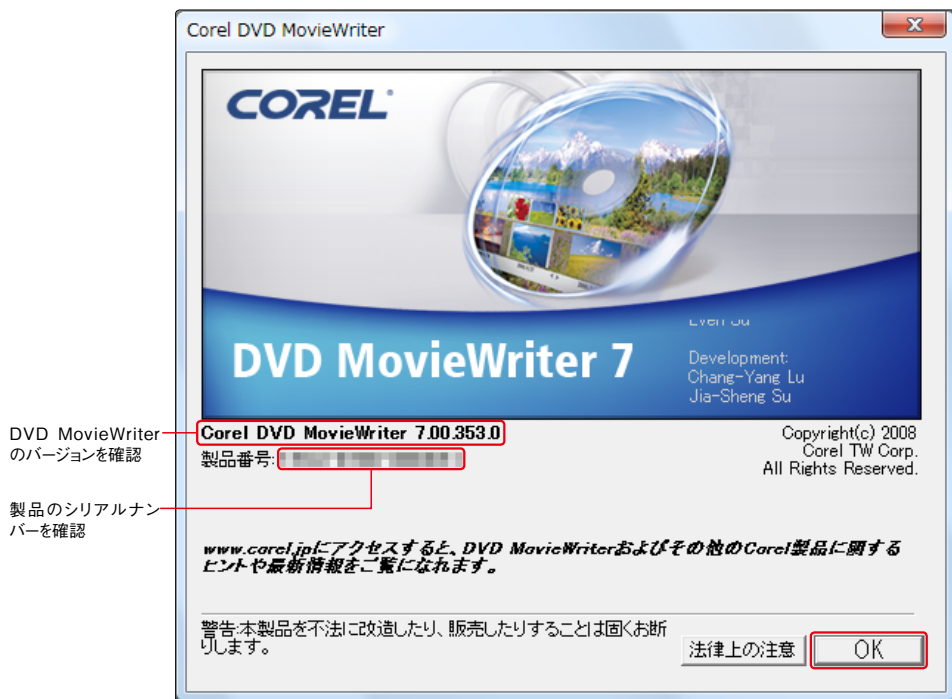 Corel DVD MovieWriter
COREL
DVD MovieWriter 7
Development:
Chang-Yang Lu
Jia-Sheng Su
DVD MovieWriter
のバージョンを確認
Corel DVD MovieWriter 7.00.353.0
製品番号:
Copyright(c) 2008
Corel TW Corp.
All Rights Reserved.
製品のシリアルナン
バーを確認
www.corel.jpにアクセスすると、DVD MovieWriterおよびその他のCorel製品に関する
ヒントや最新情報をご覧になれます。
警告:本製品を不法に改造したり、販売したりすることは固くお断
りします。
法律上の注意
OK